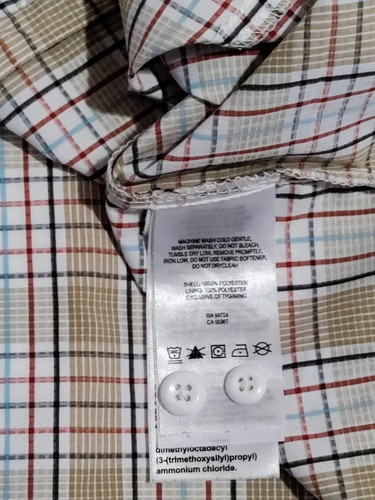 MACHINE WASH COLD GENTLE,
WASH SEPARATELY, DO NOT BLEACH,
TUMBLE DRY LOW, REMOVE PROMPTLY,
IRON LOW, DO NOT USE FABRIC SOFTENER,
DO NOT DRYCLEAN
SHELL: 100.0% POLYESTER
LINING: 100% POLYESTER
EXCLUSIVE OF TRIMMING
RN 99724
CA 05367
dimethyloctadecyl
(3-(trimethoxysilyl)propyl)
ammonium chloride.